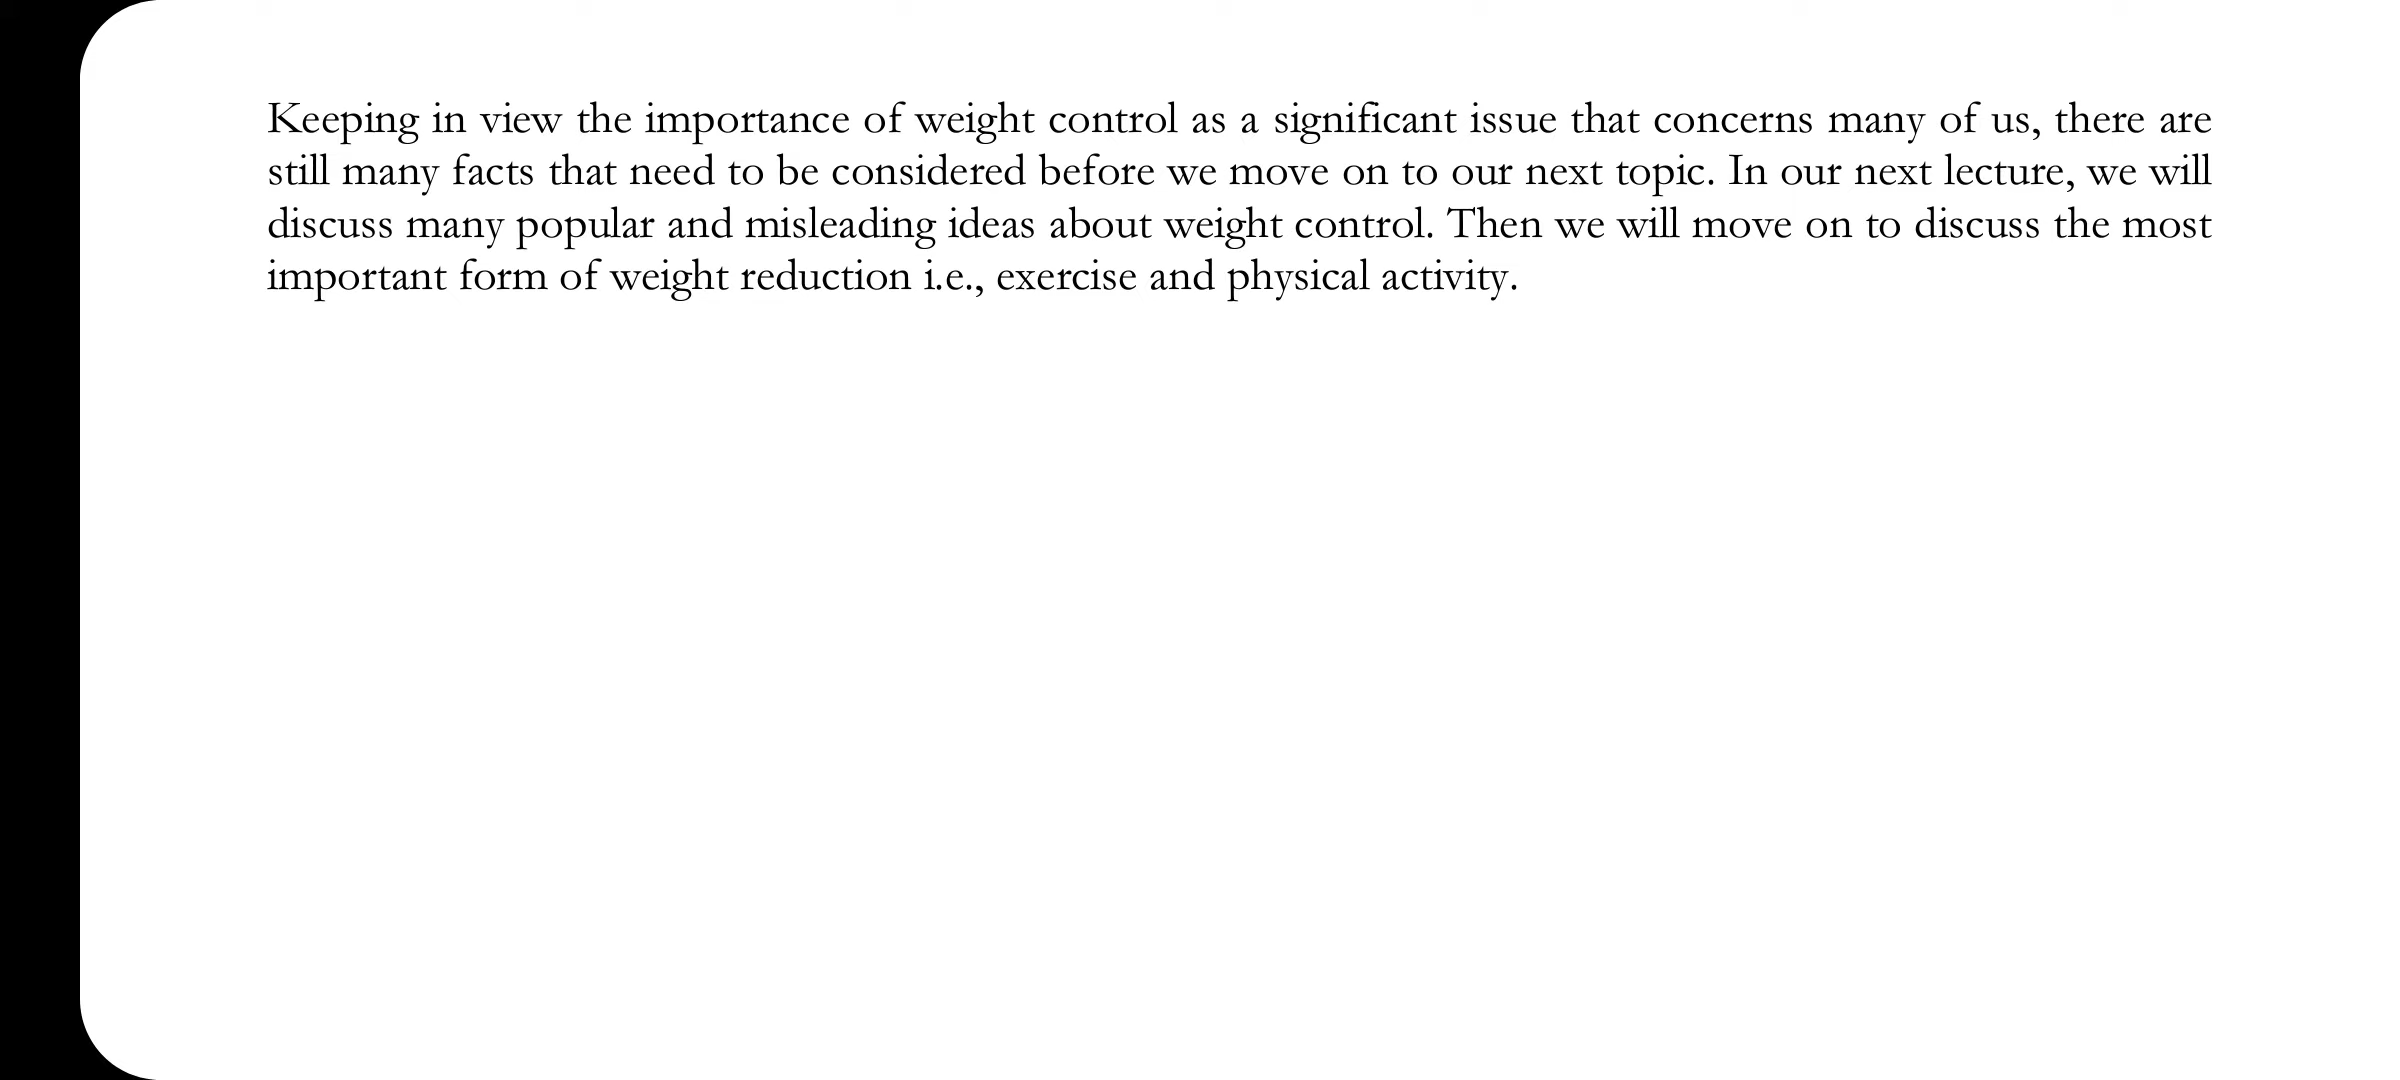 Keeping in view the importance of weight control as a significant issue that concerns many of us, there are
still many facts that need to be considered before we move on to our next topic. In our next lecture, we will
discuss many popular and misleading ideas about weight control. Then we will move on to discuss the most
important form of weight reduction i.e., exercise and physical activity.